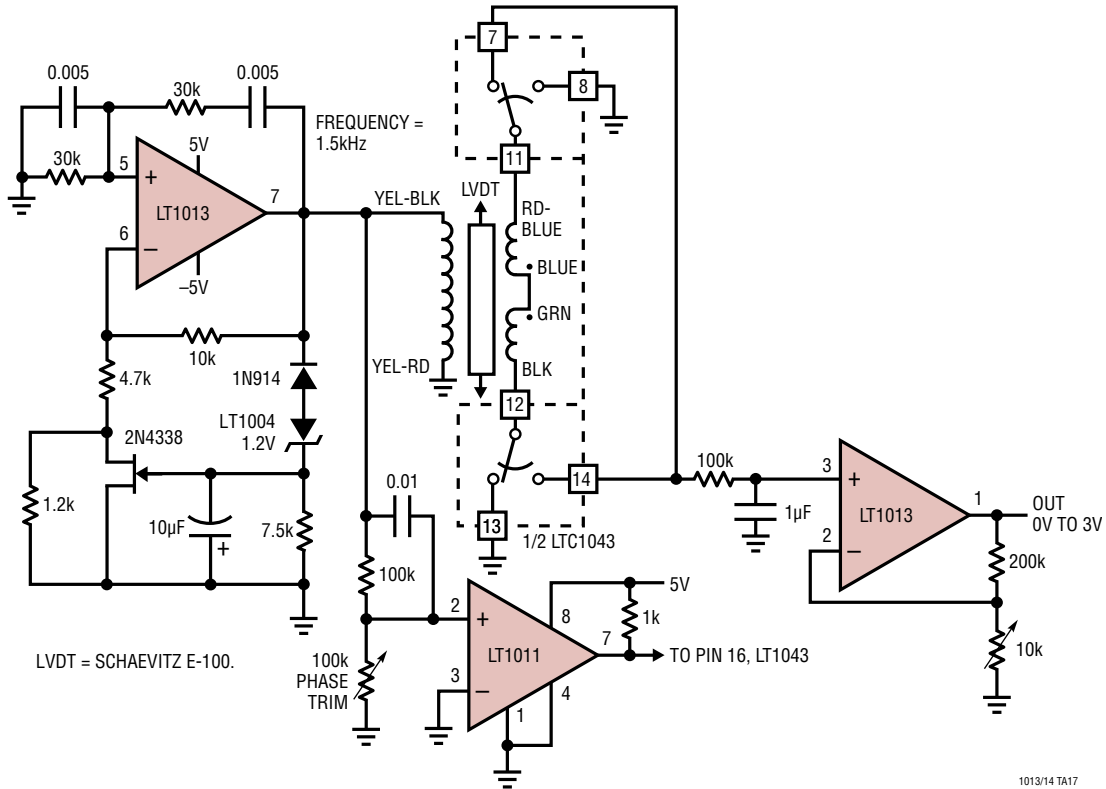 0.005
30k
0.005
30k
5
+
5V
LT1013
7
6
–
–5V
FREQUENCY =
1.5kHz
10k
4.7k
1N914
LT1004
1.2V
2N4338
1.2k
10µF
+
7.5k
LVDT = SCHAEVITZ E-100.
YEL-BLK
YEL-RD
LVDT
7
8
11
RD-
BLUE
BLUE
GRN
BLK
12
14
13
1/2 LTC1043
0.01
100k
100k
PHASE
TRIM
2
+
3
–
LT1011
8
5V
1k
7
TO PIN 16, LT1043
4
1
100k
1µF
3
+
2
–
LT1013
1
OUT
0V TO 3V
200k
10k
1013/14 TA17